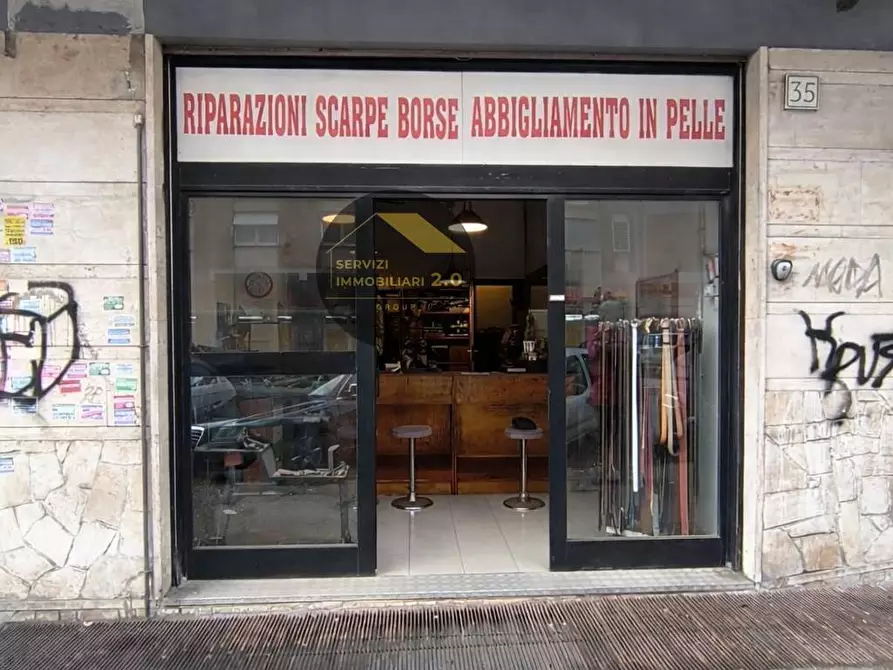 RIPARAZIONI SCARPE BORSE ABBIGLIAMENTO IN PELLE
35
SERVIZI
IMMOBILIARI 2.0
GROUP